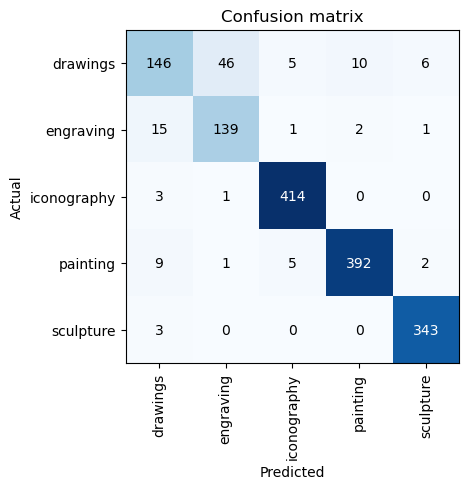 Confusion matrix
Actual
drawings 146 46 5 10 6
engraving 15 139 1 2 1
iconography 3 1 414 0 0
painting 9 1 5 392 2
sculpture 3 0 0 0 343
drawings engraving iconography painting sculpture
Predicted